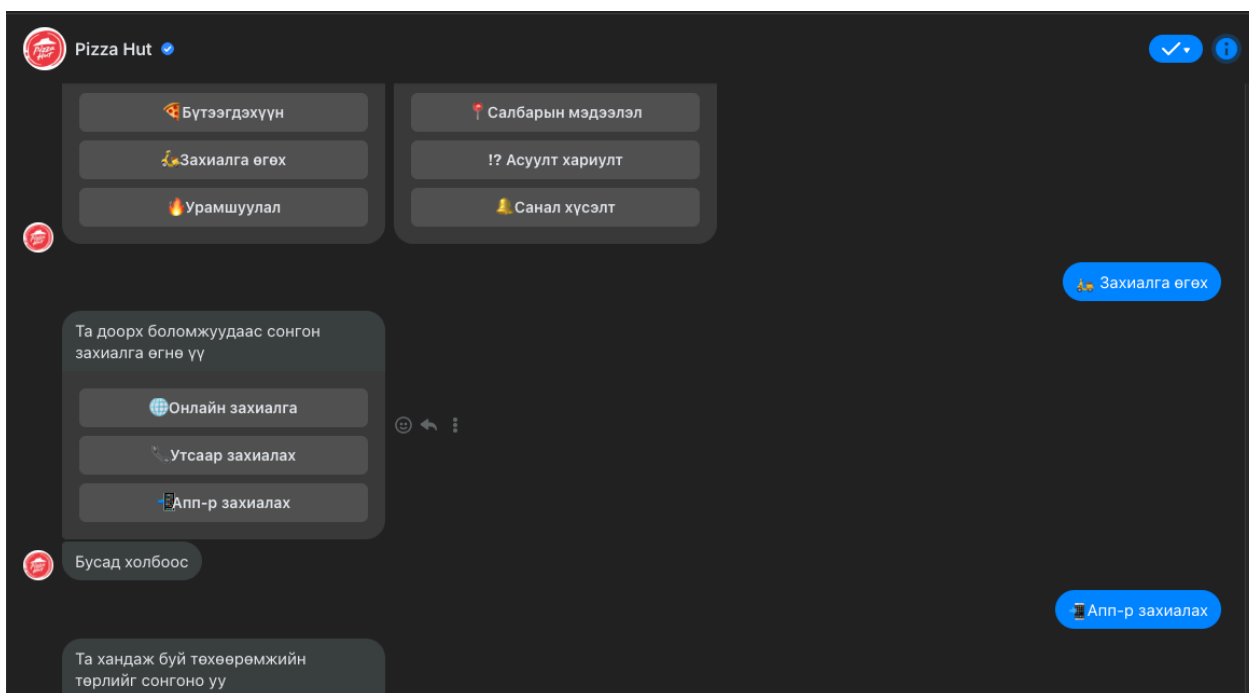 Pizza Hut
🍕Бүтээгдэхүүн
🛵Захиалга өгөх
🔥Урамшуулал
📍 Салбарын мэдээлэл
⁉ Асуулт хариулт
🔔Санал хүсэлт
🛵 Захиалга өгөх
Та доорх боломжуудаас сонгон
захиалга өгнө үү
🌐Онлайн захиалга
📞Утсаар захиалах
📲Апп-р захиалах
Бусад холбоос
📲Апп-р захиалах
Та хандаж буй төхөөрөмжийн
төрлийг сонгоно уу